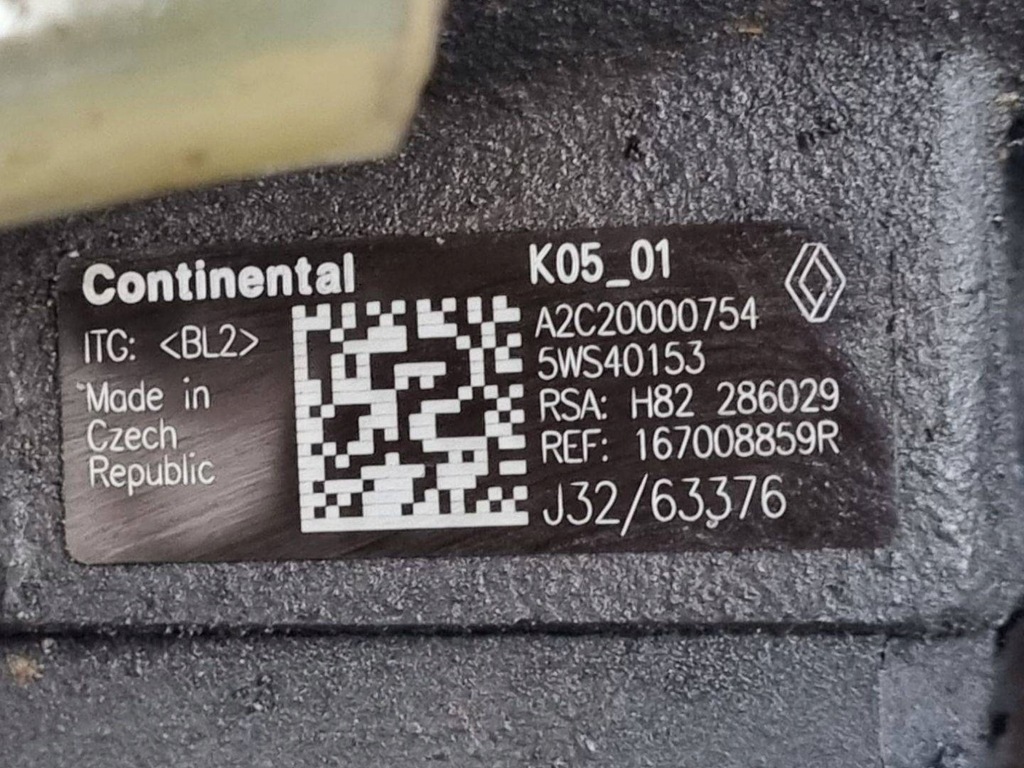 Continental
ITG: <BL2>
Made in
Czech
Republic
K05_01
A2C20000754
5WS40153
RSA: H82 286029
REF: 167008859R
J32/63376